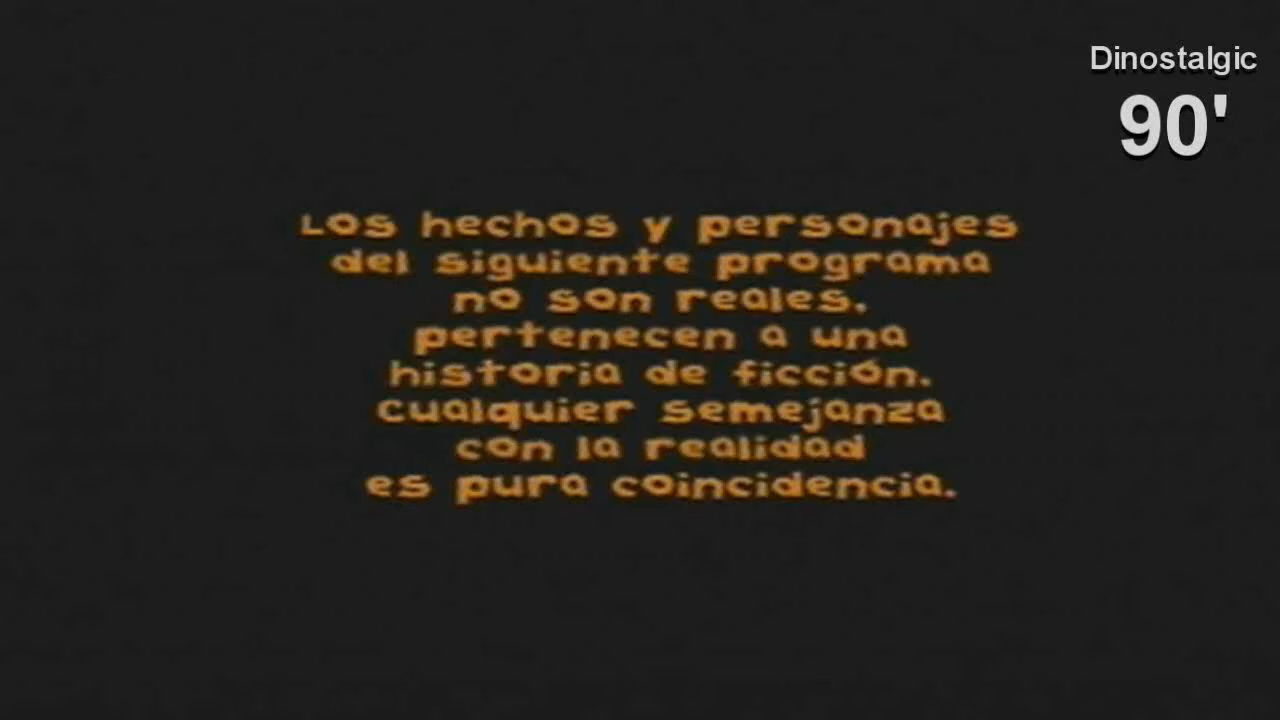 Dinostalgic
90'
Los hechos y personajes
del siguiente programa
no son reales,
pertenecen a una
historia de ficción.
Cualquier semejanza
con la realidad
es pura coincidencia.